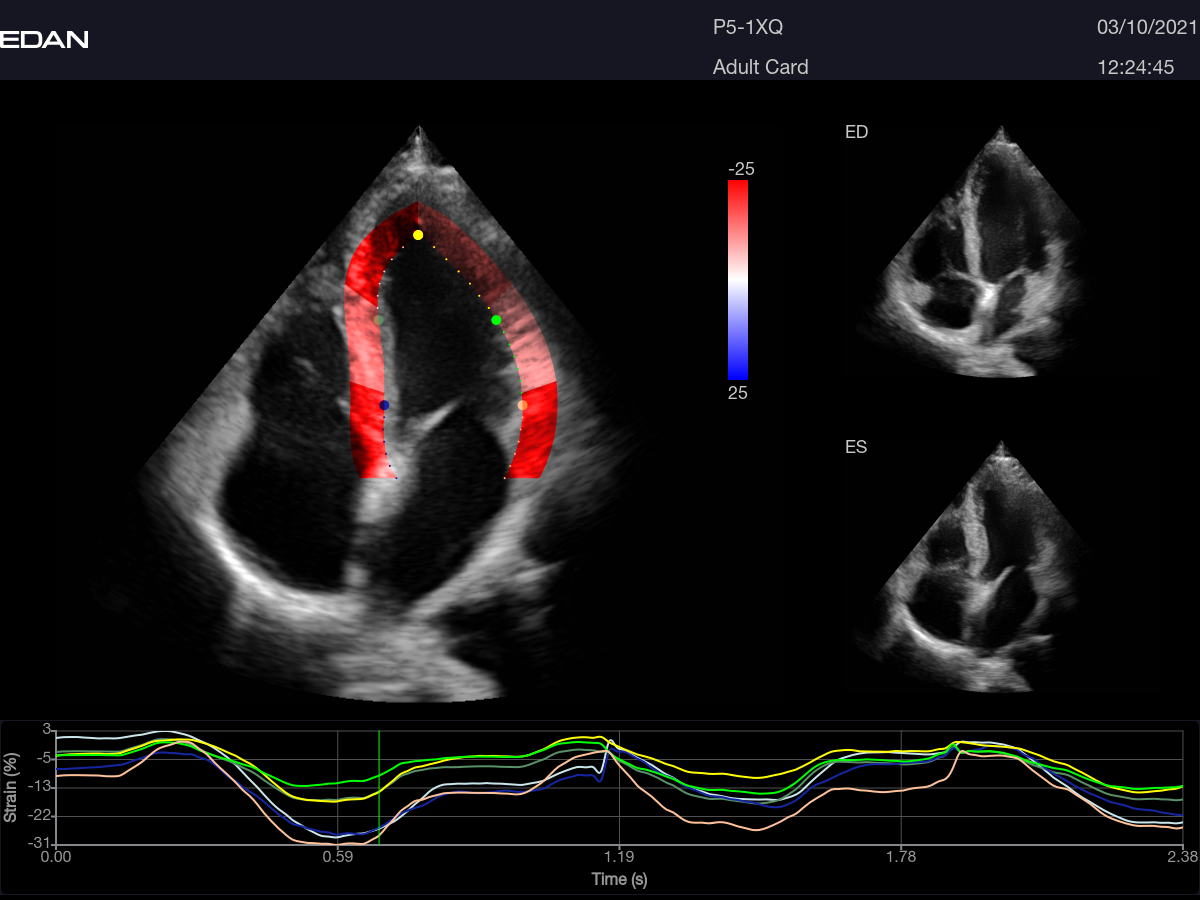 EDAN
P5-1XQ
03/10/2021
Adult Card
12:24:45
ED
-25
25
ES
3
-5
-13
-22
-31
Strain (%)
0.00
0.59
1.19
1.78
2.38
Time (s)